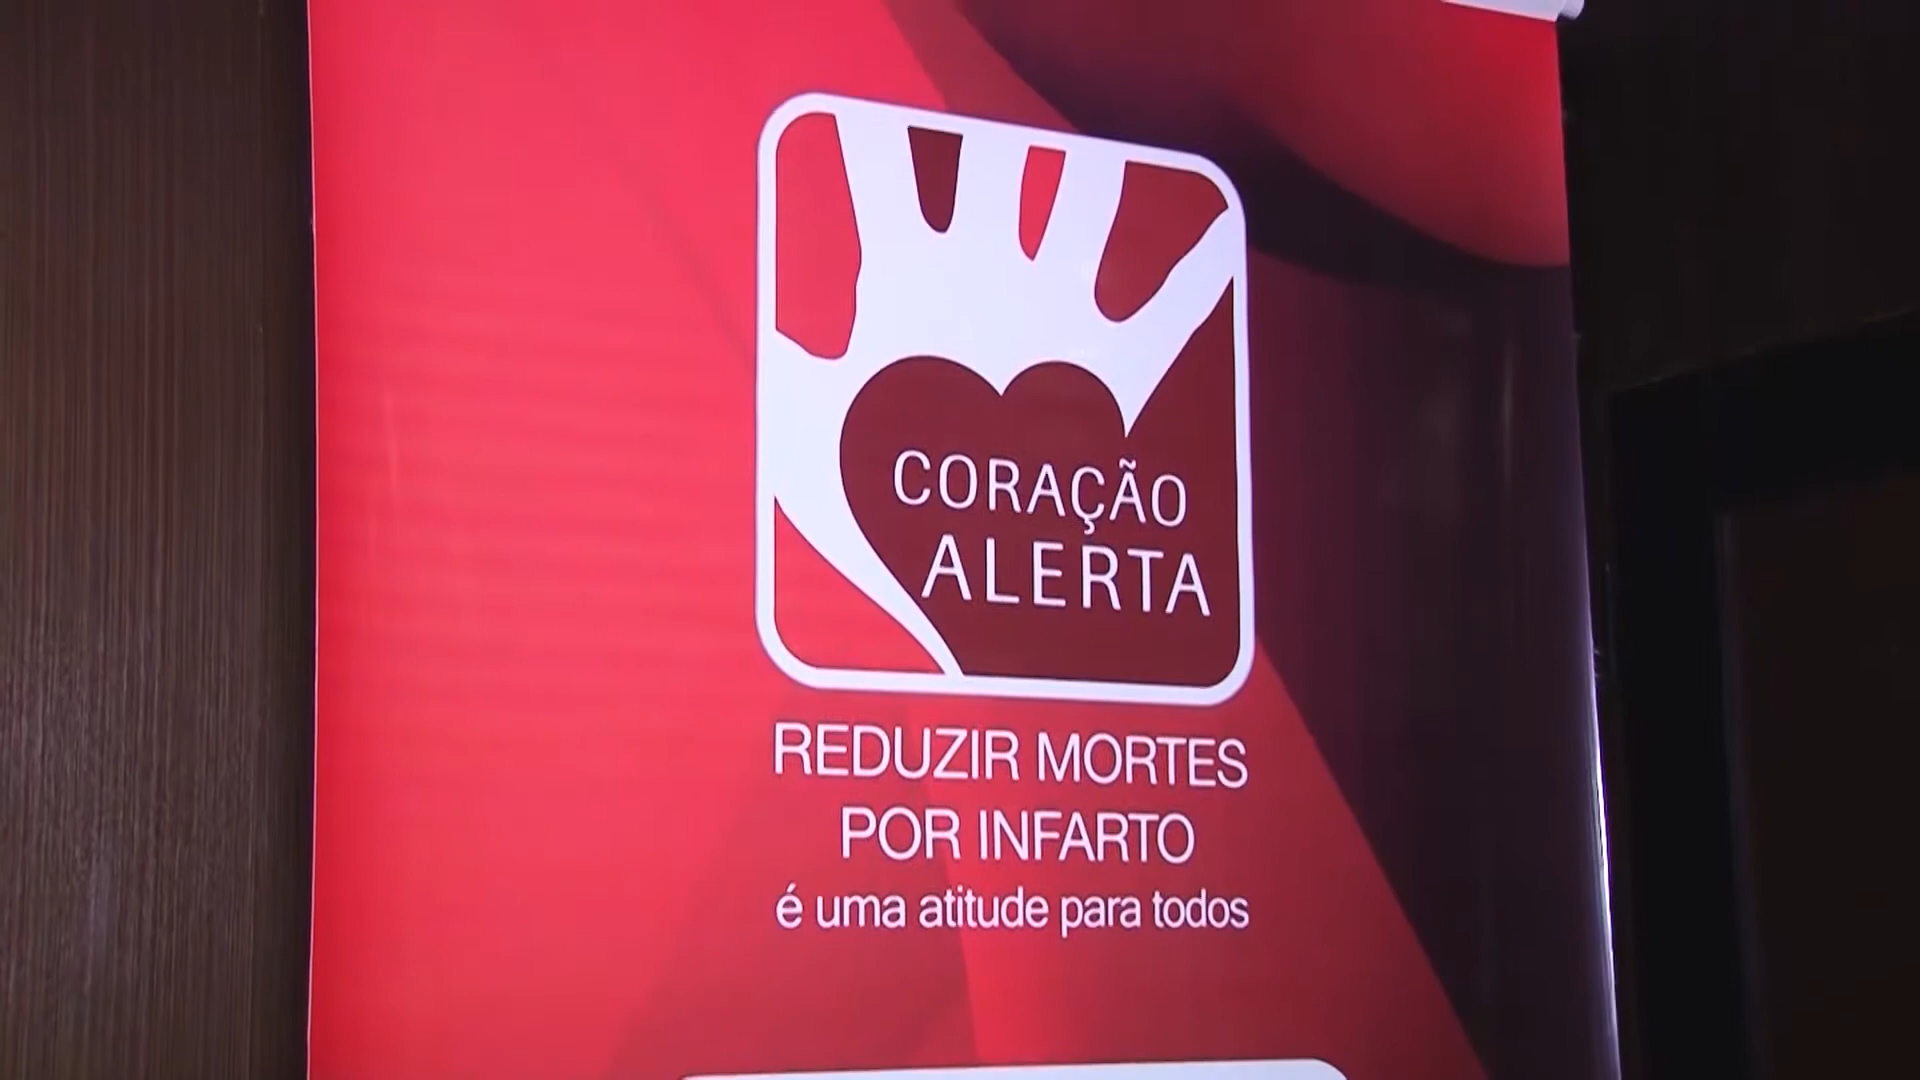 CORAÇÃO
ALERTA
REDUZIR MORTES
POR INFARTO
é uma atitude para todos